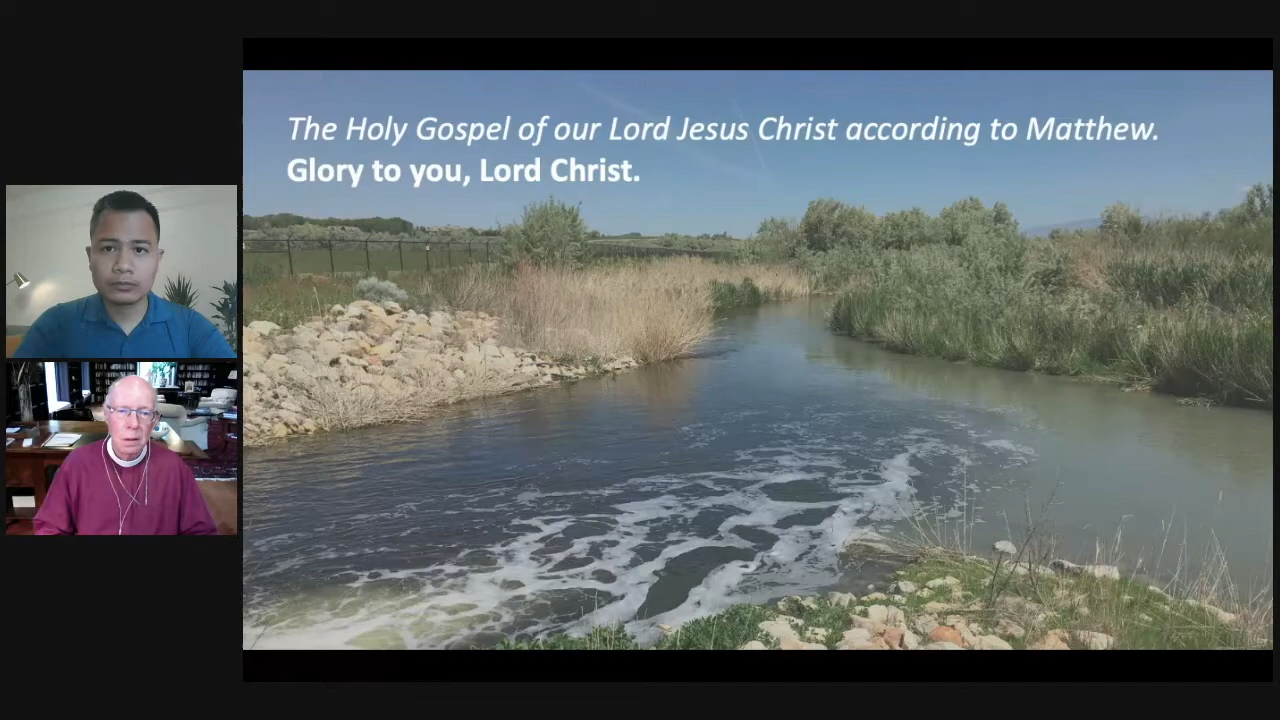 The Holy Gospel of our Lord Jesus Christ according to Matthew.
Glory to you, Lord Christ.